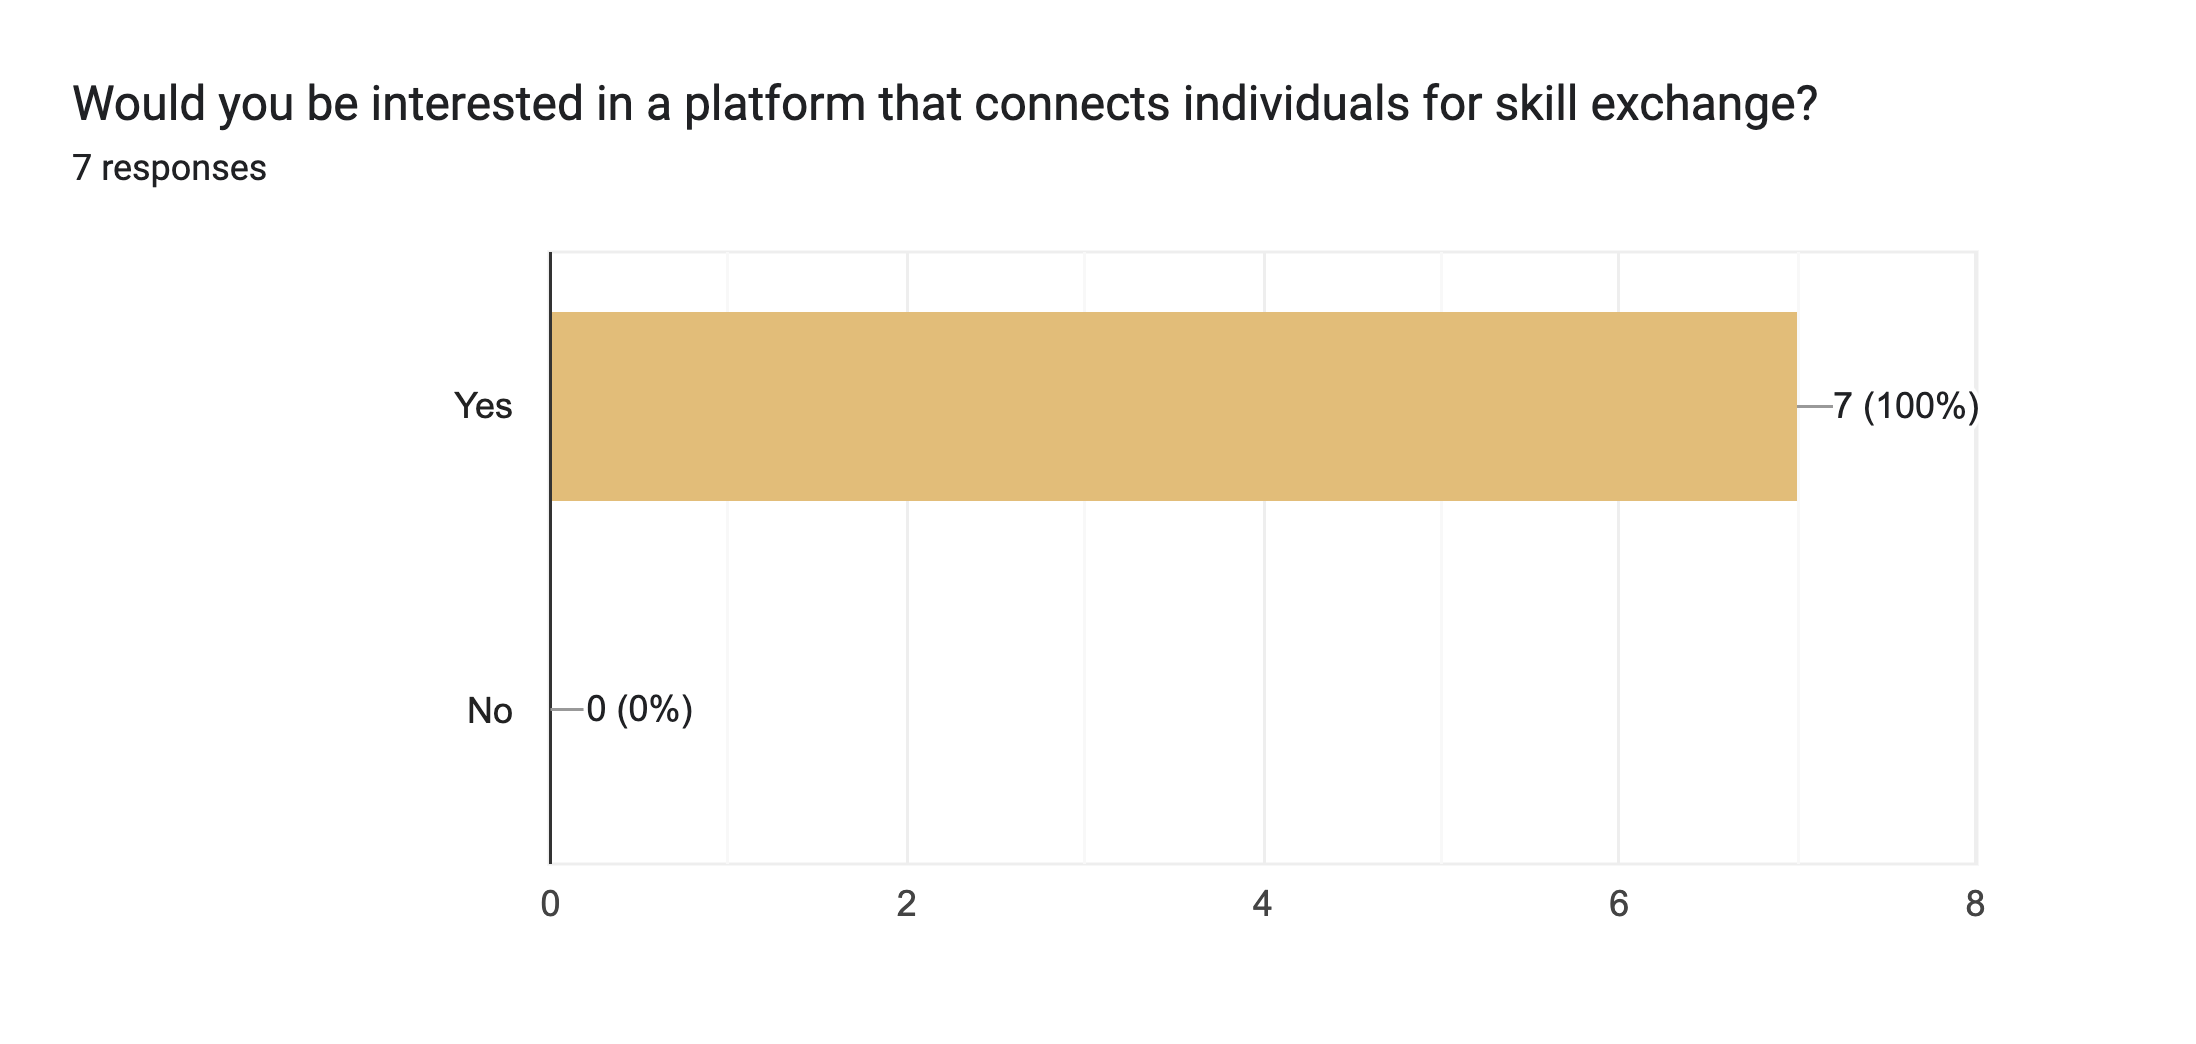 Would you be interested in a platform that connects individuals for skill exchange?
7 responses
Yes
7 (100%)
No
0 (0%)
0 2 4 6 8